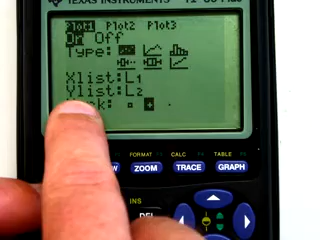 TEXAS INSTRUMENTS
Plot1 Plot2 Plot3
On Off
Type:
Xlist:L1
Ylist:L2
FORMAT CALC TABLE
ZOOM TRACE GRAPH
INS
DEL